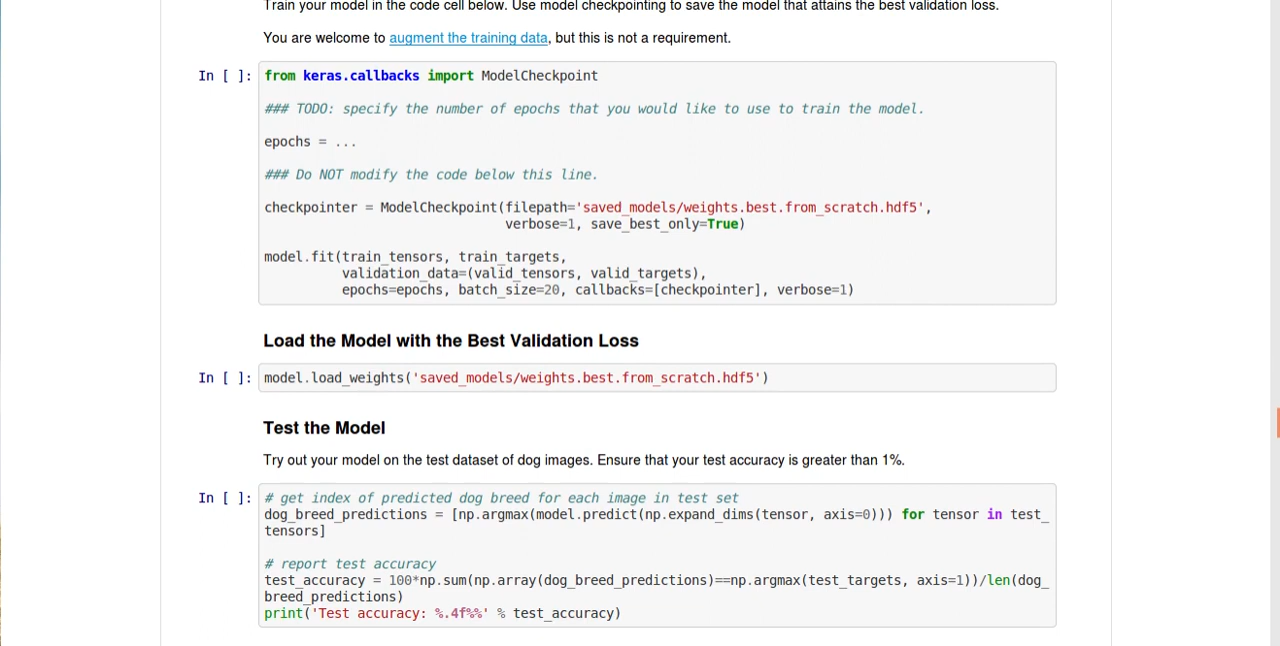 Train your model in the code cell below. Use model checkpointing to save the model that attains the best validation loss.
You are welcome to augment the training data, but this is not a requirement.
In [ ]: from keras.callbacks import ModelCheckpoint
### TODO: specify the number of epochs that you would like to use to train the model.
epochs = ...
### Do NOT modify the code below this line.
checkpointer = ModelCheckpoint(filepath='saved_models/weights.best.from_scratch.hdf5',
                               verbose=1, save_best_only=True)
model.fit(train_tensors, train_targets,
          validation_data=(valid_tensors, valid_targets),
          epochs=epochs, batch_size=20, callbacks=[checkpointer], verbose=1)
Load the Model with the Best Validation Loss
In [ ]: model.load_weights('saved_models/weights.best.from_scratch.hdf5')
Test the Model
Try out your model on the test dataset of dog images. Ensure that your test accuracy is greater than 1%.
In [ ]: # get index of predicted dog breed for each image in test set
dog_breed_predictions = [np.argmax(model.predict(np.expand_dims(tensor, axis=0))) for tensor in test_
tensors]
# report test accuracy
test_accuracy = 100*np.sum(np.array(dog_breed_predictions)==np.argmax(test_targets, axis=1))/len(dog_
breed_predictions)
print('Test accuracy: %.4f%%' % test_accuracy)